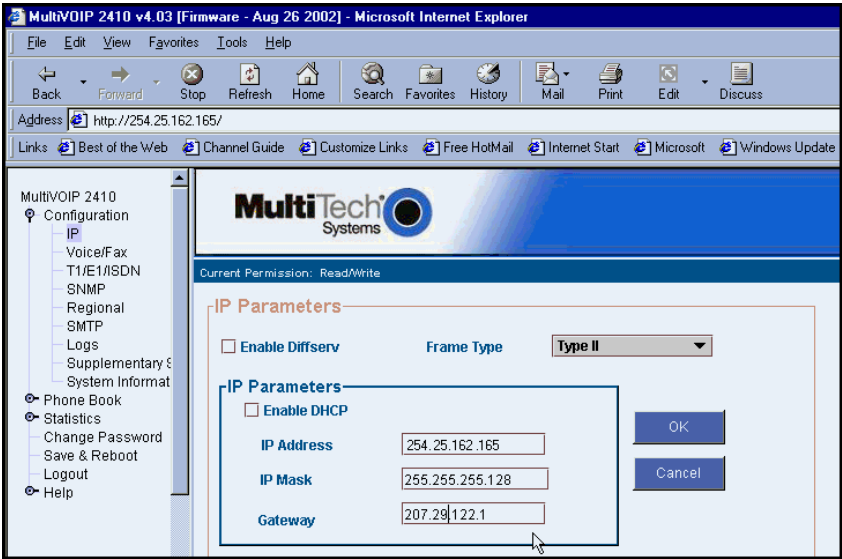 MultiVOIP 2410 v4.03 [Firmware - Aug 26 2002] - Microsoft Internet Explorer
File Edit View Favorites Tools Help
Back Forward Stop Refresh Home Search Favorites History Mail Print Edit Discuss
Address http://254.25.162.165/
Links Best of the Web Channel Guide Customize Links Free HotMail Internet Start Microsoft Windows Update
MultiVOIP 2410
Configuration
IP
Voice/Fax
T1/E1/ISDN
SNMP
Regional
SMTP
Logs
Supplementary S
System Informat
Phone Book
Statistics
Change Password
Save & Reboot
Logout
Help
MultiTech
Systems
Current Permission: Read/Write
IP Parameters
Enable Diffserv Frame Type Type II
IP Parameters
Enable DHCP
IP Address 254.25.162.165
IP Mask 255.255.255.128
Gateway 207.29.122.1
OK
Cancel